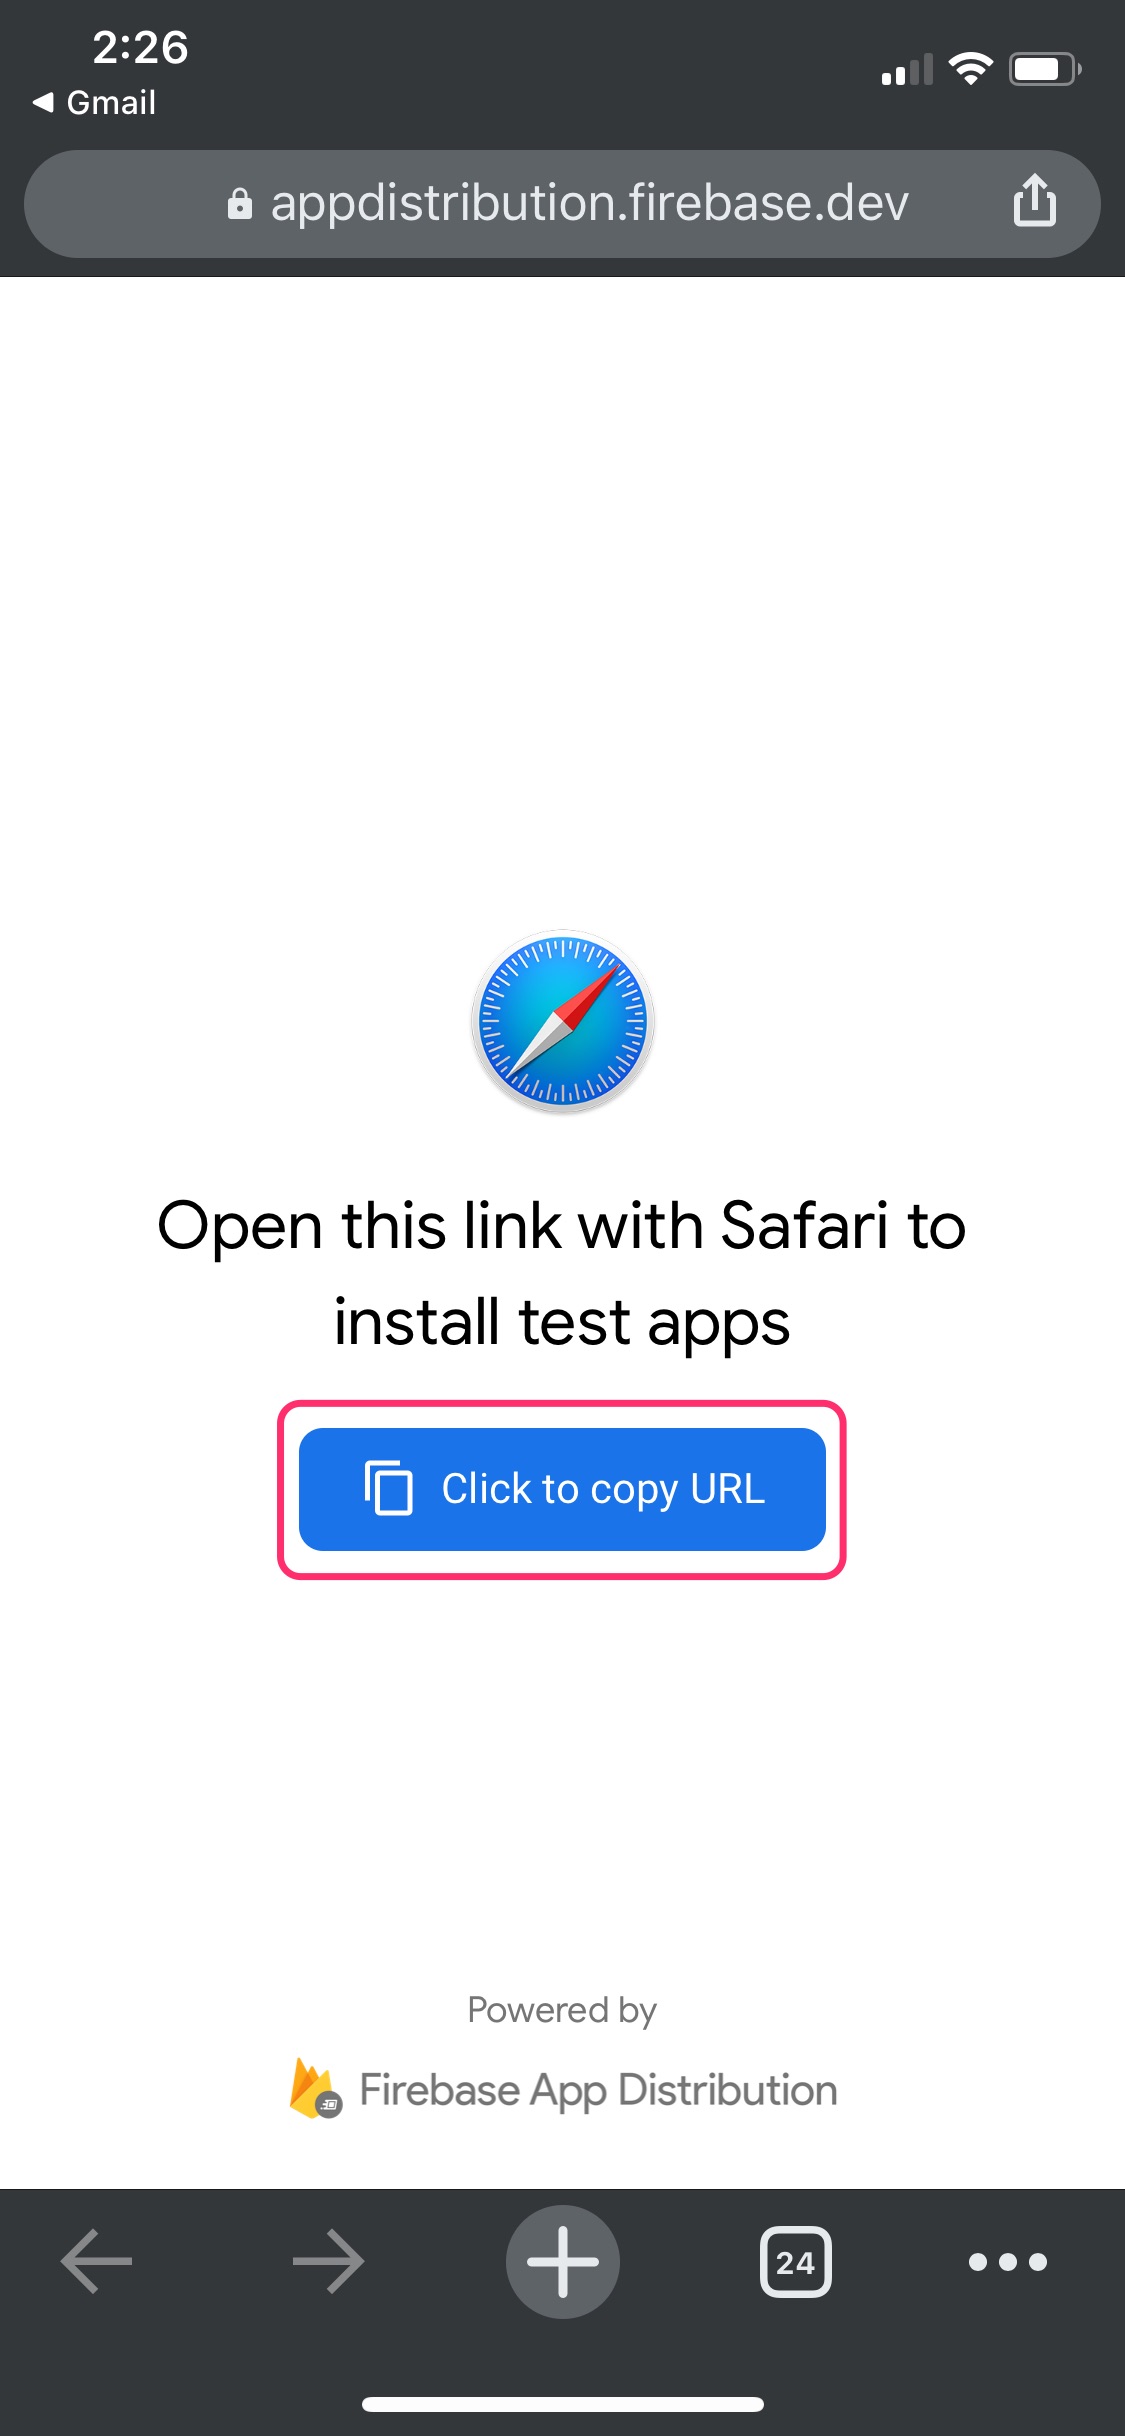 2:26
Gmail
appdistribution.firebase.dev
Open this link with Safari to
install test apps
Click to copy URL
Powered by
Firebase App Distribution
24